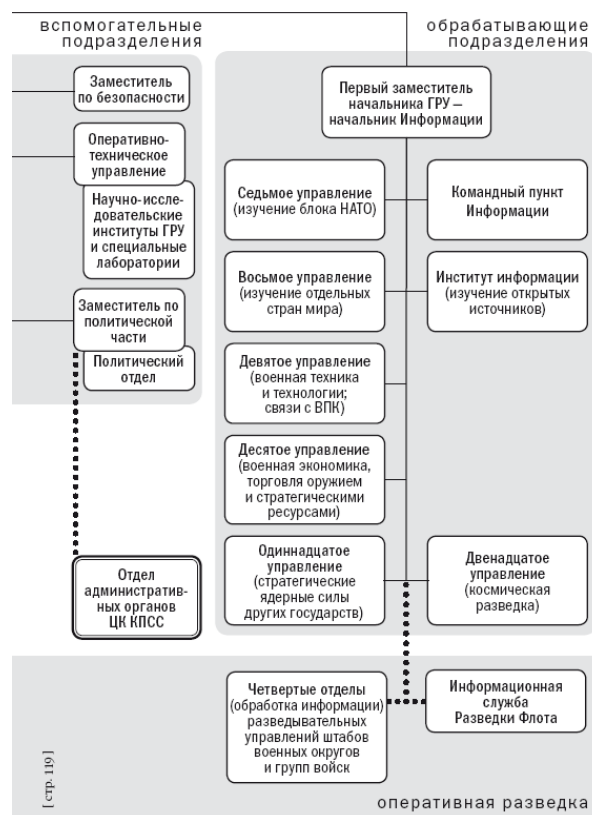 вспомогательные
подразделения
Заместитель
по безопасности
Оперативно-
техническое
управление
Научно-иссле-
довательские
институты ГРУ
и специальные
лаборатории
Заместитель по
политической
части
Политический
отдел
Отдел
административ-
ных органов
ЦК КПСС
обрабатывающие
подразделения
Первый заместитель
начальника ГРУ —
начальник Информации
Седьмое управление
(изучение блока НАТО)
Командный пункт
Информации
Восьмое управление
(изучение отдельных
стран мира)
Институт информации
(изучение открытых
источников)
Девятое управление
(военная техника
и технологии;
связи с ВПК)
Десятое управление
(военная экономика,
торговля оружием
и стратегическими
ресурсами)
Одиннадцатое
управление
(стратегические
ядерные силы
других государств)
Двенадцатое
управление
(космическая
разведка)
Четвертые отделы
(обработка информации)
разведывательных
управлений штабов
военных округов
и групп войск
Информационная
служба
Разведки Флота
[ стр. 119 ]
оперативная разведка